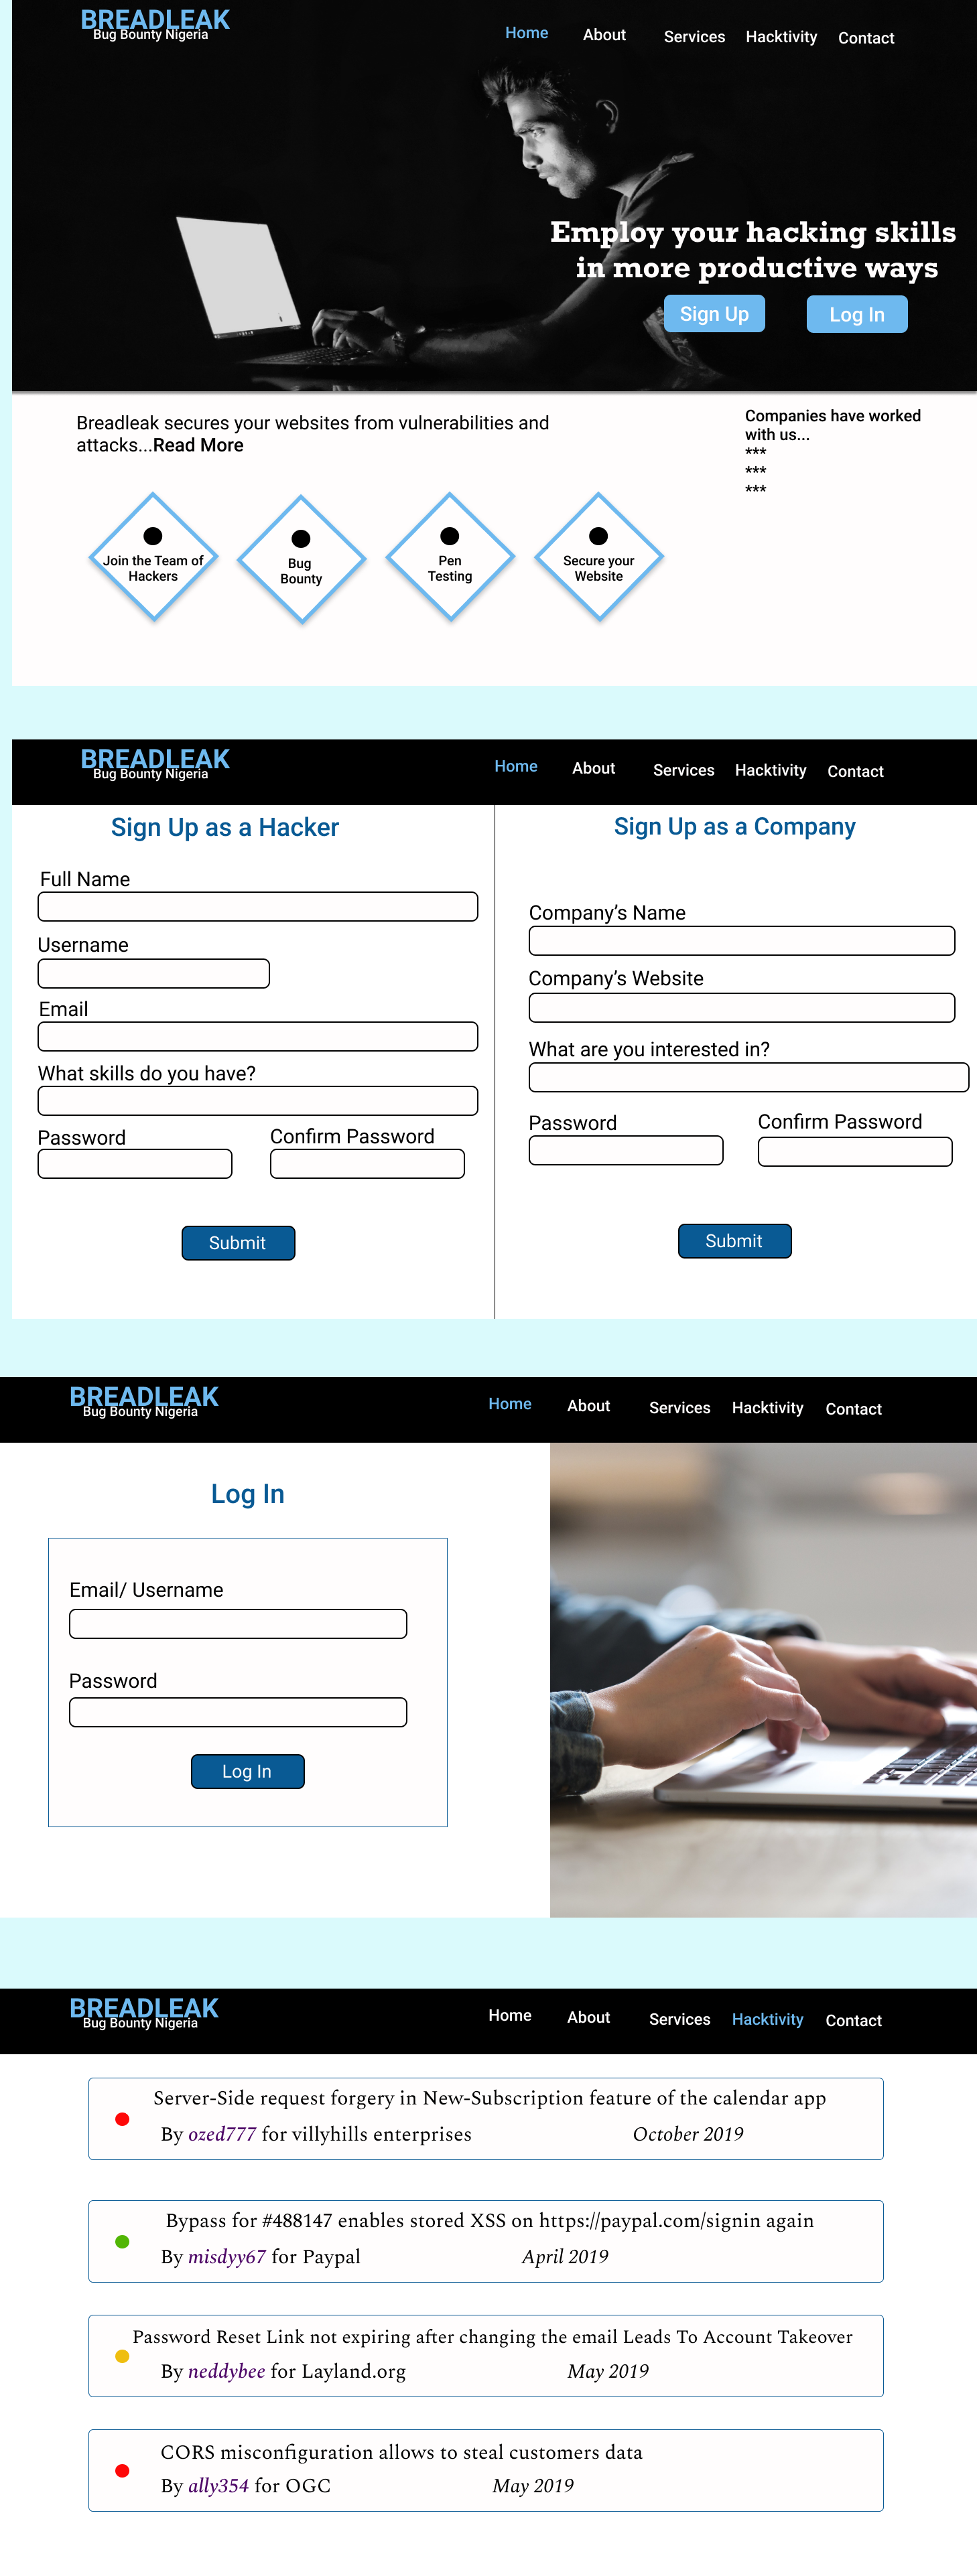 BREADLEAK
Bug Bounty Nigeria
Home About Services Hacktivity Contact
Employ your hacking skills
in more productive ways
Sign Up Log In
Breadleak secures your websites from vulnerabilities and
attacks...Read More
Companies have worked
with us...
***
***
***
Join the Team of
Hackers
Bug
Bounty
Pen
Testing
Secure your
Website
BREADLEAK
Bug Bounty Nigeria
Home About Services Hacktivity Contact
Sign Up as a Hacker
Full Name
Username
Email
What skills do you have?
Password Confirm Password
Submit
Sign Up as a Company
Company’s Name
Company’s Website
What are you interested in?
Password Confirm Password
Submit
BREADLEAK
Bug Bounty Nigeria
Home About Services Hacktivity Contact
Log In
Email/ Username
Password
Log In
BREADLEAK
Bug Bounty Nigeria
Home About Services Hacktivity Contact
Server-Side request forgery in New-Subscription feature of the calendar app
By ozed777 for villyhills enterprises October 2019
Bypass for #488147 enables stored XSS on https://paypal.com/signin again
By misdyy67 for Paypal April 2019
Password Reset Link not expiring after changing the email Leads To Account Takeover
By neddybee for Layland.org May 2019
CORS misconfiguration allows to steal customers data
By ally354 for OGC May 2019